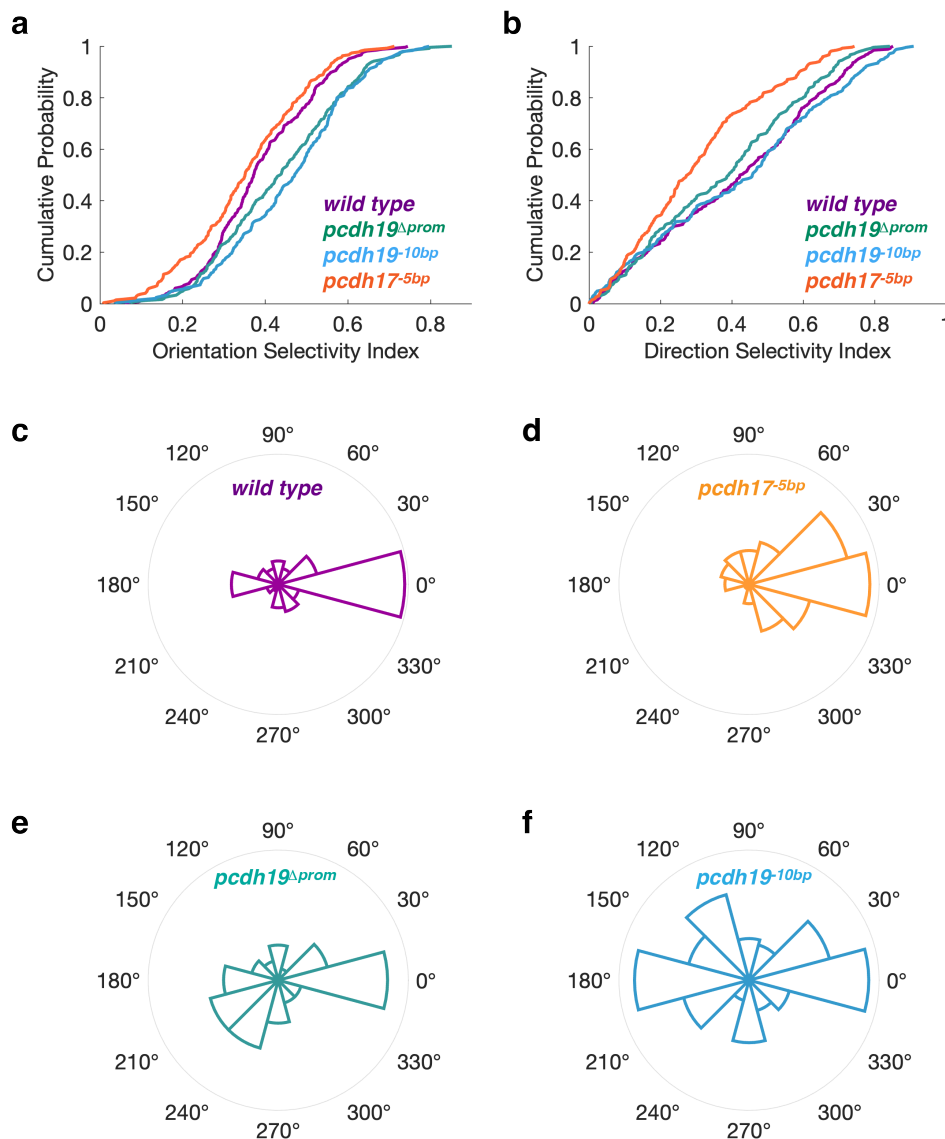 a
1
0.8
0.6
0.4
0.2
0
Cumulative Probability
wild type
pcdh19Δprom
pcdh19-10bp
pcdh17-5bp
0 0.2 0.4 0.6 0.8
Orientation Selectivity Index
b
1
0.8
0.6
0.4
0.2
0
Cumulative Probability
wild type
pcdh19Δprom
pcdh19-10bp
pcdh17-5bp
0 0.2 0.4 0.6 0.8 1
Direction Selectivity Index
c
wild type
90°
120° 60°
150° 30°
180° 0°
210° 330°
240° 300°
270°
d
pcdh17-5bp
90°
120° 60°
150° 30°
180° 0°
210° 330°
240° 300°
270°
e
pcdh19Δprom
90°
120° 60°
150° 30°
180° 0°
210° 330°
240° 300°
270°
f
pcdh19-10bp
90°
120° 60°
150° 30°
180° 0°
210° 330°
240° 300°
270°